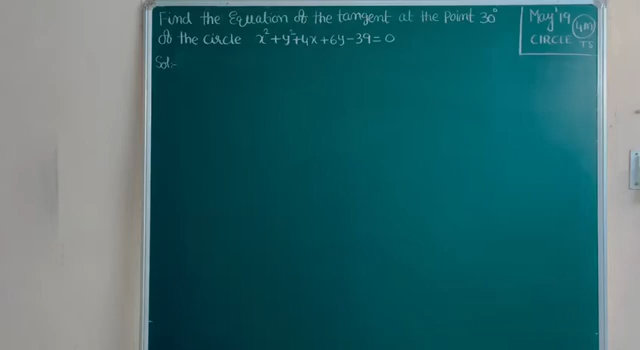 Find the Equation of the tangent at the Point 30°
of the circle x²+y²+4x+6y-39=0
Sol:-
May'19
4M
CIRCLE TS